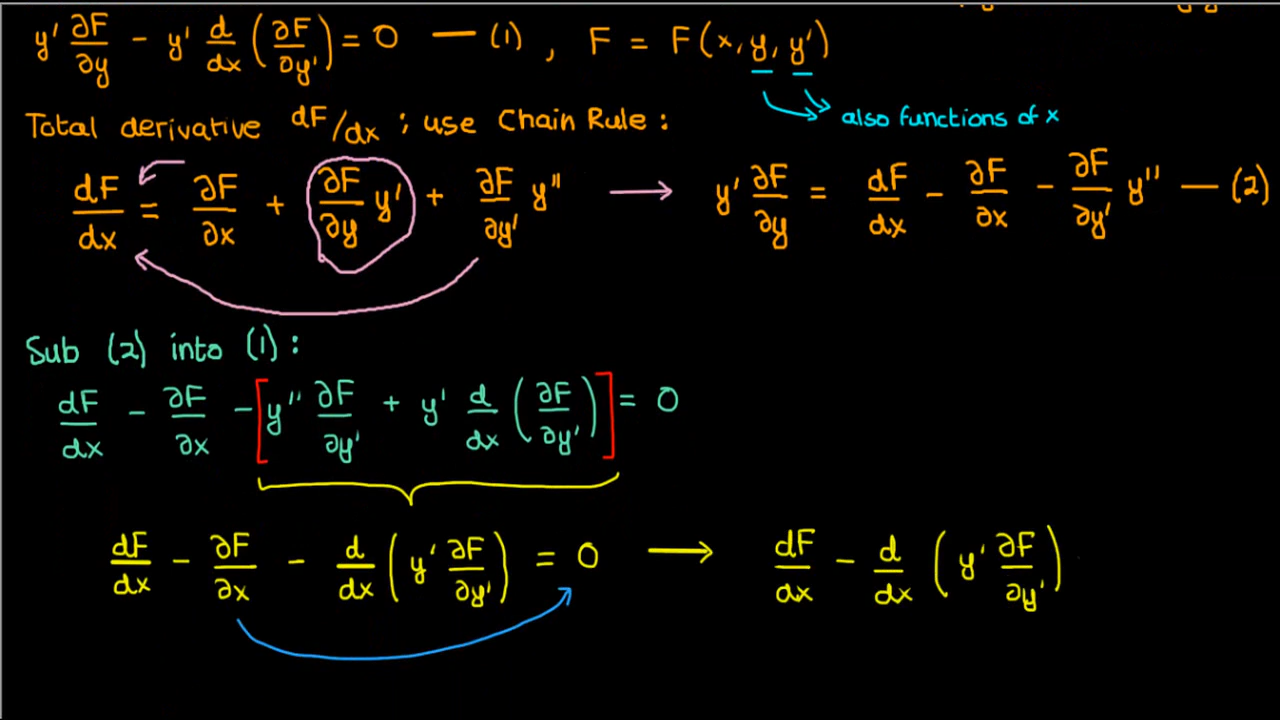 y' ∂F/∂y − y' d/dx (∂F/∂y') = 0 — (1) , F = F(x, y, y')
also functions of x
Total derivative dF/dx ; use Chain Rule :
dF/dx = ∂F/∂x + ∂F/∂y y' + ∂F/∂y' y'' → y' ∂F/∂y = dF/dx − ∂F/∂x − ∂F/∂y' y'' — (2)
Sub (2) into (1) :
dF/dx − ∂F/∂x − [y'' ∂F/∂y' + y' d/dx (∂F/∂y')] = 0
dF/dx − ∂F/∂x − d/dx (y' ∂F/∂y') = 0 → dF/dx − d/dx (y' ∂F/∂y')